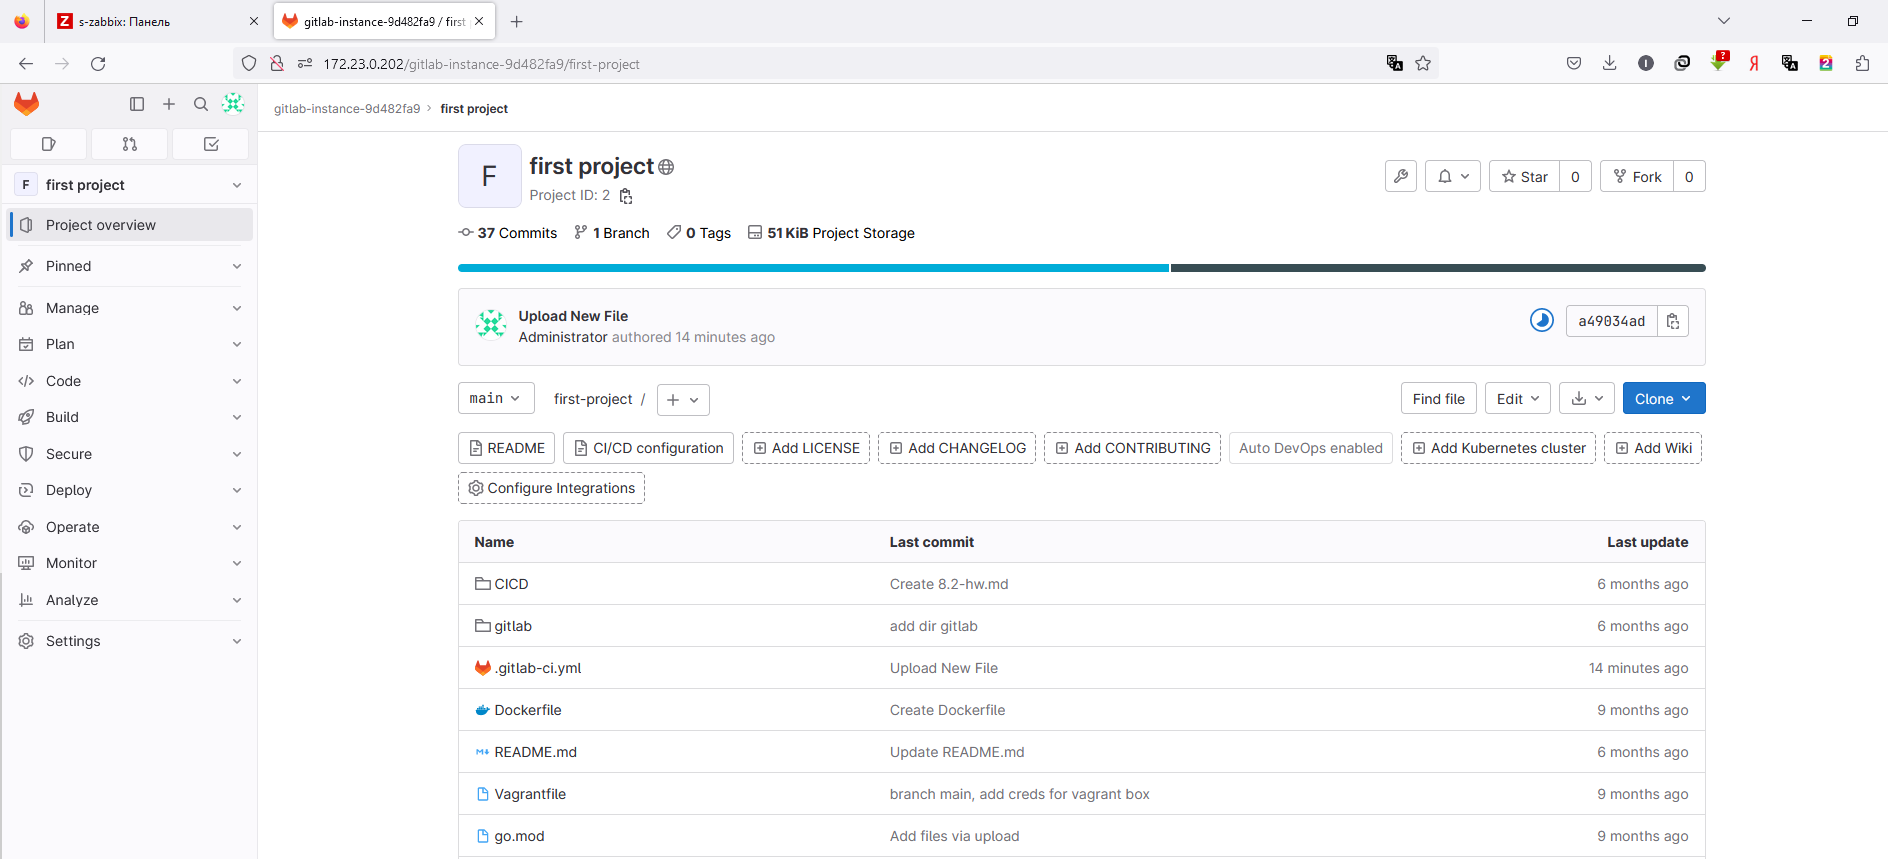 s-zabbix: Панель
gitlab-instance-9d482fa9 / first
172.23.0.202/gitlab-instance-9d482fa9/first-project
gitlab-instance-9d482fa9 › first project
F first project
Project overview
Pinned
Manage
Plan
Code
Build
Secure
Deploy
Operate
Monitor
Analyze
Settings
F
first project
Project ID: 2
Star 0
Fork 0
37 Commits 1 Branch 0 Tags 51 KiB Project Storage
Upload New File
Administrator authored 14 minutes ago
a49034ad
main first-project / +
Find file Edit Clone
README CI/CD configuration Add LICENSE Add CHANGELOG Add CONTRIBUTING Auto DevOps enabled Add Kubernetes cluster Add Wiki
Configure Integrations
Name Last commit Last update
CICD Create 8.2-hw.md 6 months ago
gitlab add dir gitlab 6 months ago
.gitlab-ci.yml Upload New File 14 minutes ago
Dockerfile Create Dockerfile 9 months ago
README.md Update README.md 6 months ago
Vagrantfile branch main, add creds for vagrant box 9 months ago
go.mod Add files via upload 9 months ago